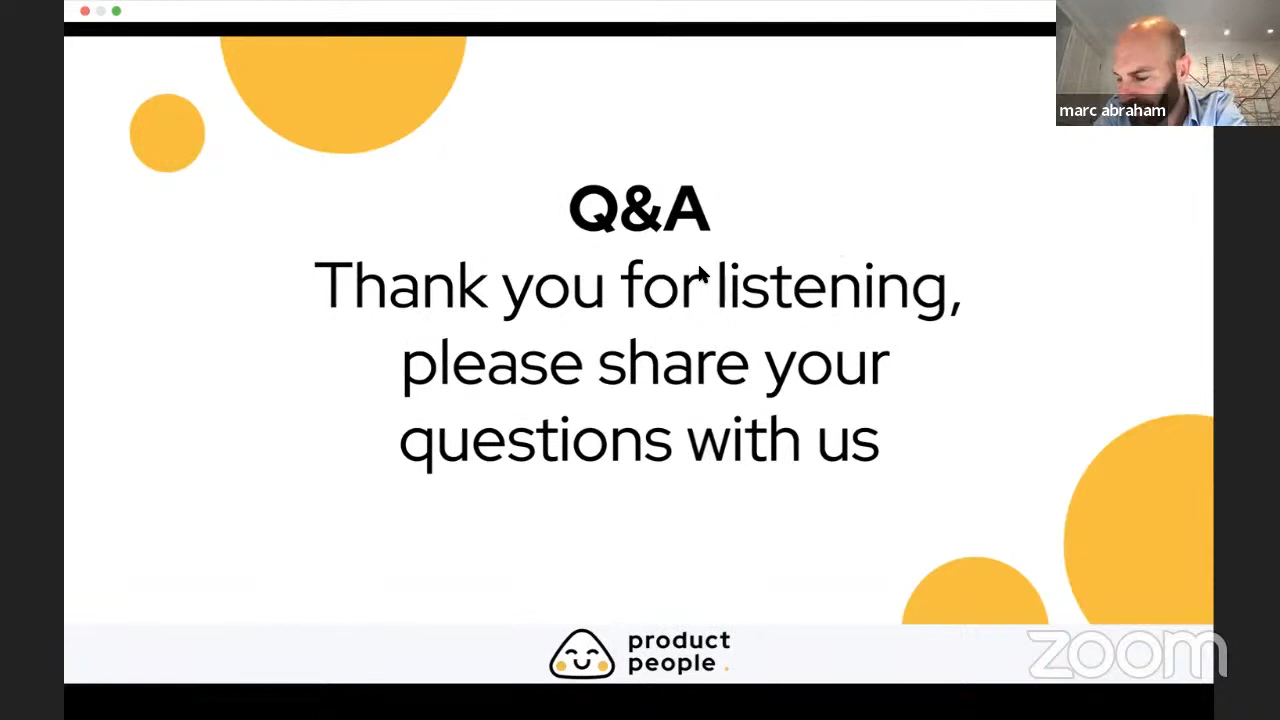 marc abraham
Q&A
Thank you for listening,
please share your
questions with us
product
people .
zoom